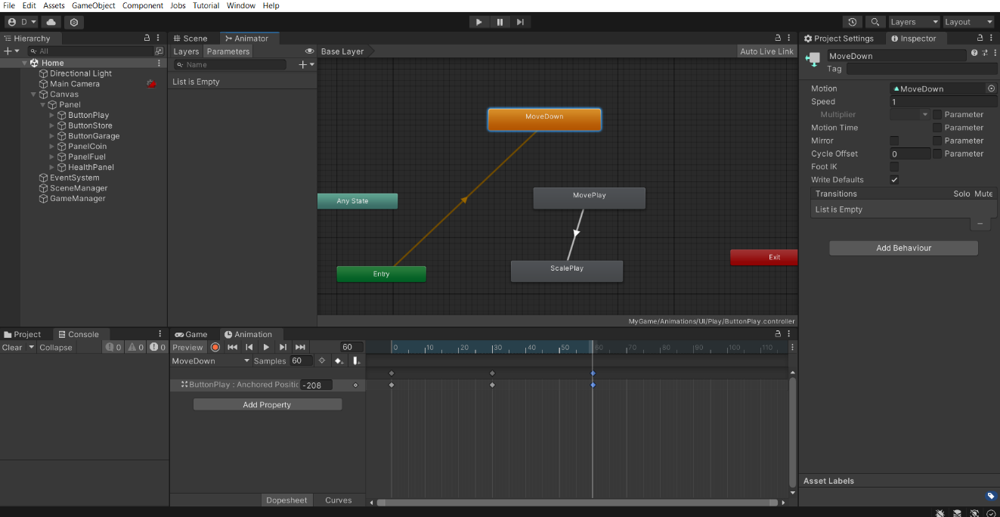 File Edit Assets GameObject Component Jobs Tutorial Window Help
D Layers Layout
Hierarchy
All
Home
Directional Light
Main Camera
Canvas
Panel
ButtonPlay
ButtonStore
ButtonGarage
PanelCoin
PanelFuel
HealthPanel
EventSystem
SceneManager
GameManager
Scene Animator
Layers Parameters Base Layer Auto Live Link
Name
List is Empty
MoveDown
Any State
MovePlay
ScalePlay
Entry
Exit
MyGame/Animations/UI/Play/ButtonPlay.controller
Project Settings Inspector
MoveDown
Tag
Motion MoveDown
Speed 1
Multiplier Parameter
Motion Time Parameter
Mirror Parameter
Cycle Offset 0 Parameter
Foot IK
Write Defaults
Transitions Solo Mute
List is Empty
Add Behaviour
Asset Labels
Project Console
Clear Collapse 0 0 0
Game Animation
Preview 60 0 10 20 30 40 50 60 70 80 90 100 110
MoveDown Samples 60
ButtonPlay : Anchored Positio -208
Add Property
Dopesheet Curves